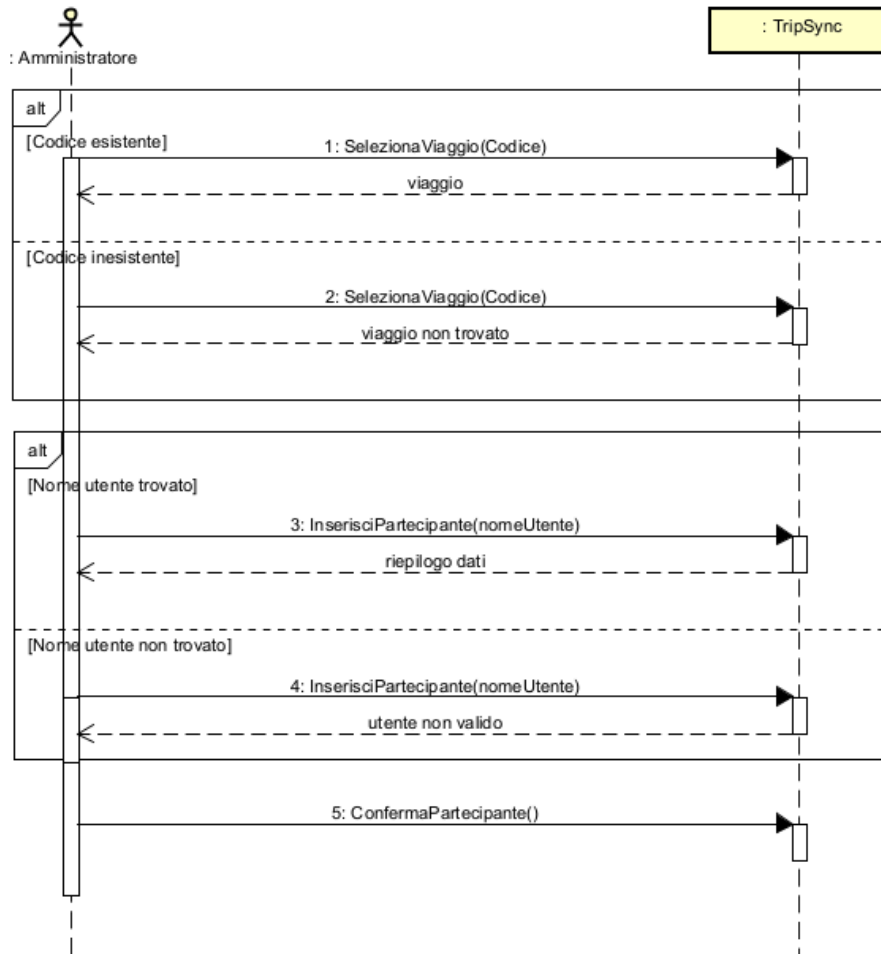 : Amministratore
: TripSync
alt
[Codice esistente]
1: SelezionaViaggio(Codice)
viaggio
[Codice inesistente]
2: SelezionaViaggio(Codice)
viaggio non trovato
alt
[Nome utente trovato]
3: InserisciPartecipante(nomeUtente)
riepilogo dati
[Nome utente non trovato]
4: InserisciPartecipante(nomeUtente)
utente non valido
5: ConfermaPartecipante()